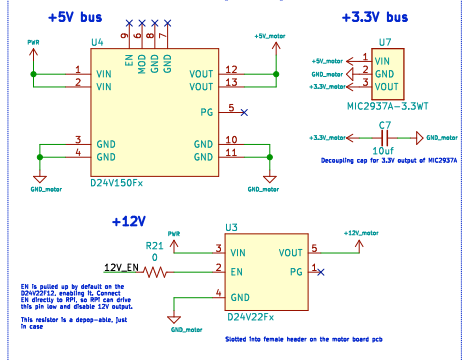 +5V bus
+3.3V bus
9 6 8 7
EN MOD GND GND
U4
PWR
+5V_motor
1 VIN
2 VIN
VOUT 12
VOUT 13
PG 5
3 GND
4 GND
GND 10
GND 11
GND_motor
GND_motor
D24V150Fx
U7
+5V_motor 1 VIN
GND_motor 2 GND
+3.3V_motor 3 VOUT
MIC2937A-3.3WT
C7
+3.3V_motor
GND_motor
10uf
Decoupling cap for 3.3V output of MIC2937A
+12V
PWR
U3
+12V_motor
R21
0
12V_EN
3 VIN
2 EN
4 GND
VOUT 5
PG 1
GND_motor
D24V22Fx
EN is pulled up by default on the
D24V22F12, enabling it. Connect
EN directly to RPI, so RPI can drive
this pin low and disable 12V output.
This resistor is a depop-able, just
in case
Slotted into female header on the motor board pcb